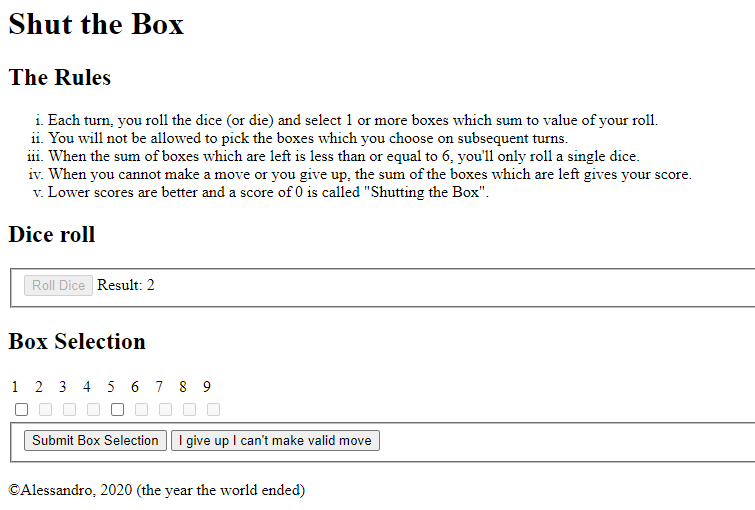 Shut the Box
The Rules
i. Each turn, you roll the dice (or die) and select 1 or more boxes which sum to value of your roll.
ii. You will not be allowed to pick the boxes which you choose on subsequent turns.
iii. When the sum of boxes which are left is less than or equal to 6, you'll only roll a single dice.
iv. When you cannot make a move or you give up, the sum of the boxes which are left gives your score.
v. Lower scores are better and a score of 0 is called "Shutting the Box".
Dice roll
Roll Dice Result: 2
Box Selection
1 2 3 4 5 6 7 8 9
Submit Box Selection I give up I can't make valid move
©Alessandro, 2020 (the year the world ended)